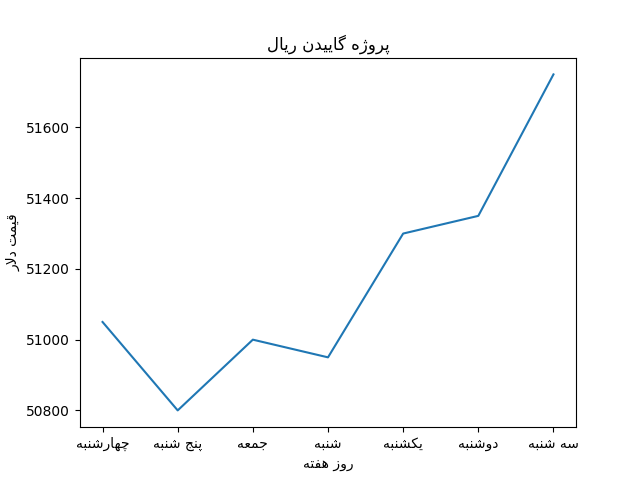 پروژه گاییدن ریال
قیمت دلار
51600
51400
51200
51000
50800
چهارشنبه پنج شنبه جمعه شنبه یکشنبه دوشنبه سه شنبه
روز هفته